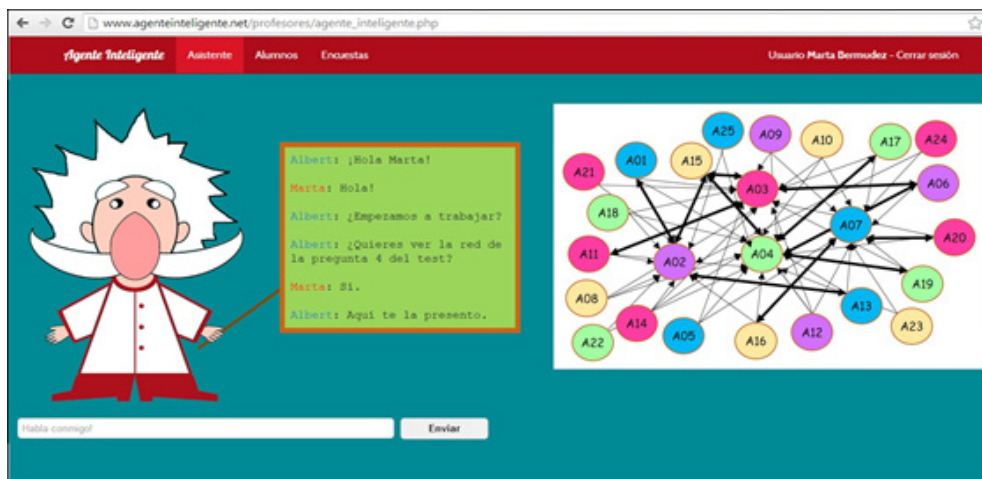 www.agenteinteligente.net/profesores/agente_inteligente.php
Agente Inteligente Asistente Alumnos Encuestas Usuario Marta Bermudez - Cerrar sesión
Albert: ¡Hola Marta!
Marta: Hola!
Albert: ¿Empezamos a trabajar?
Albert: ¿Quieres ver la red de
la pregunta 4 del test?
Marta: Si.
Albert: Aqui te la presento.
A25
A09
A10
A17
A24
A01
A15
A21
A03
A06
A18
A07
A20
A11
A02
A04
A19
A08
A13
A14
A05
A16
A12
A23
A22
Habla conmigo!
Enviar